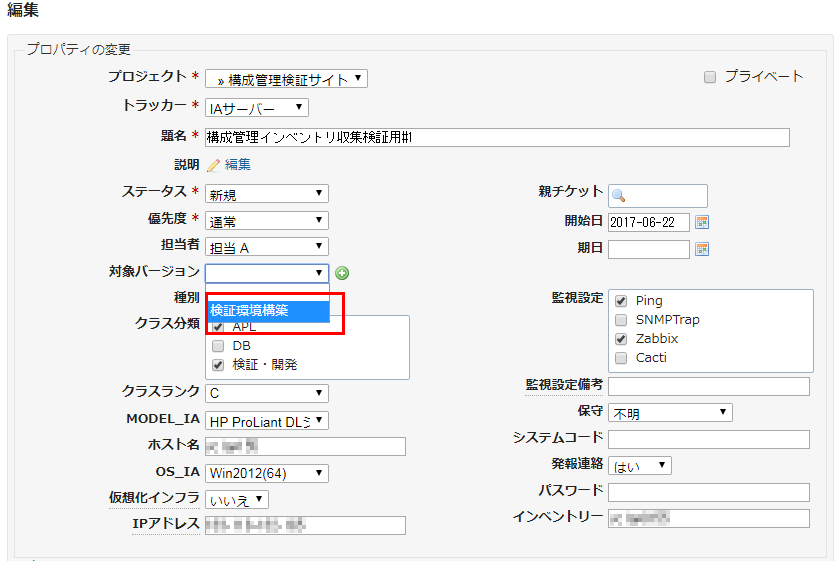 編集
プロパティの変更
プロジェクト * » 構成管理検証サイト プライベート
トラッカー * IAサーバー
題名 * 構成管理インベントリ収集検証用#1
説明 編集
ステータス * 新規 親チケット
優先度 * 通常 開始日 2017-06-22
担当者 担当 A 期日
対象バージョン
種別 検証環境構築 監視設定 Ping
クラス分類 APL SNMPTrap
DB Zabbix
検証・開発 Cacti
クラスランク C 監視設定備考
MODEL_IA HP ProLiant DL 保守 不明
ホスト名 システムコード
OS_IA Win2012(64) 発報連絡 はい
仮想化インフラ いいえ パスワード
IPアドレス インベントリー